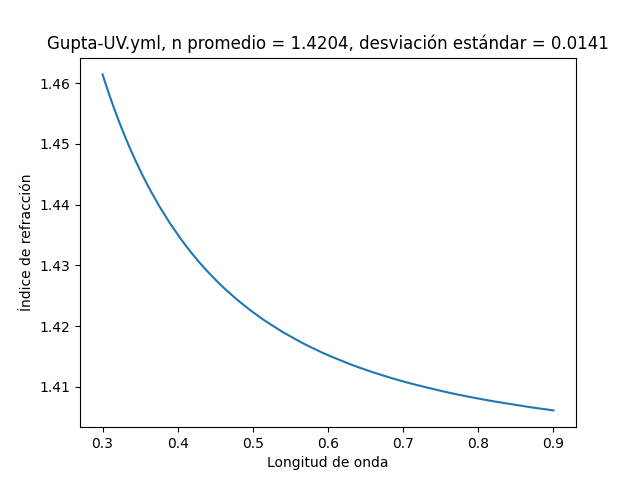 Gupta-UV.yml, n promedio = 1.4204, desviación estándar = 0.0141
1.46
1.45
1.44
1.43
1.42
1.41
Índice de refracción
0.3 0.4 0.5 0.6 0.7 0.8 0.9
Longitud de onda